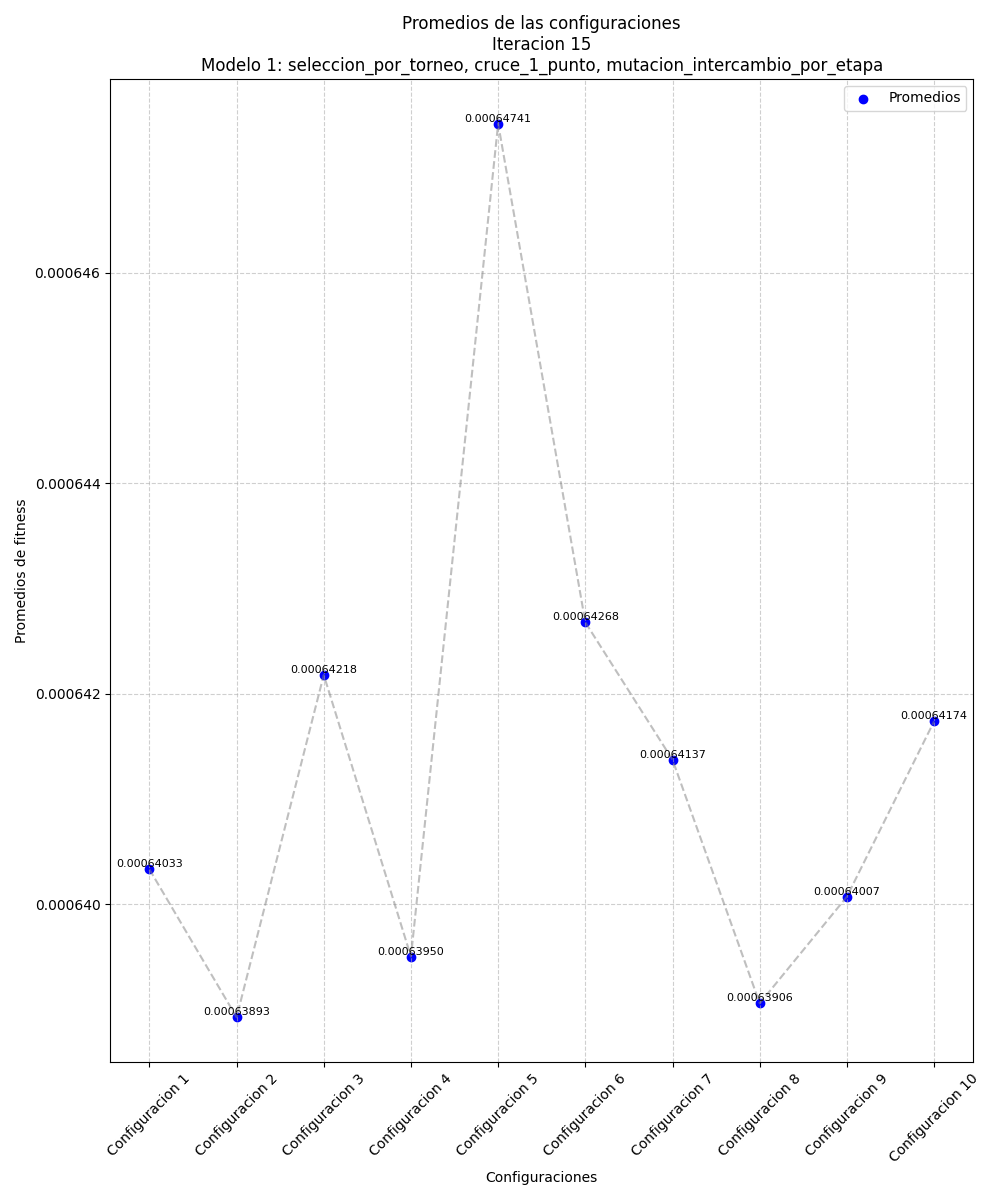 Promedios de las configuraciones
Iteracion 15
Modelo 1: seleccion_por_torneo, cruce_1_punto, mutacion_intercambio_por_etapa
Promedios
0.00064741
0.000646
0.000644
Promedios de fitness
0.00064268
0.00064218
0.000642
0.00064174
0.00064137
0.00064033
0.00064007
0.000640
0.00063950
0.00063906
0.00063893
Configuracion 1
Configuracion 2
Configuracion 3
Configuracion 4
Configuracion 5
Configuracion 6
Configuracion 7
Configuracion 8
Configuracion 9
Configuracion 10
Configuraciones